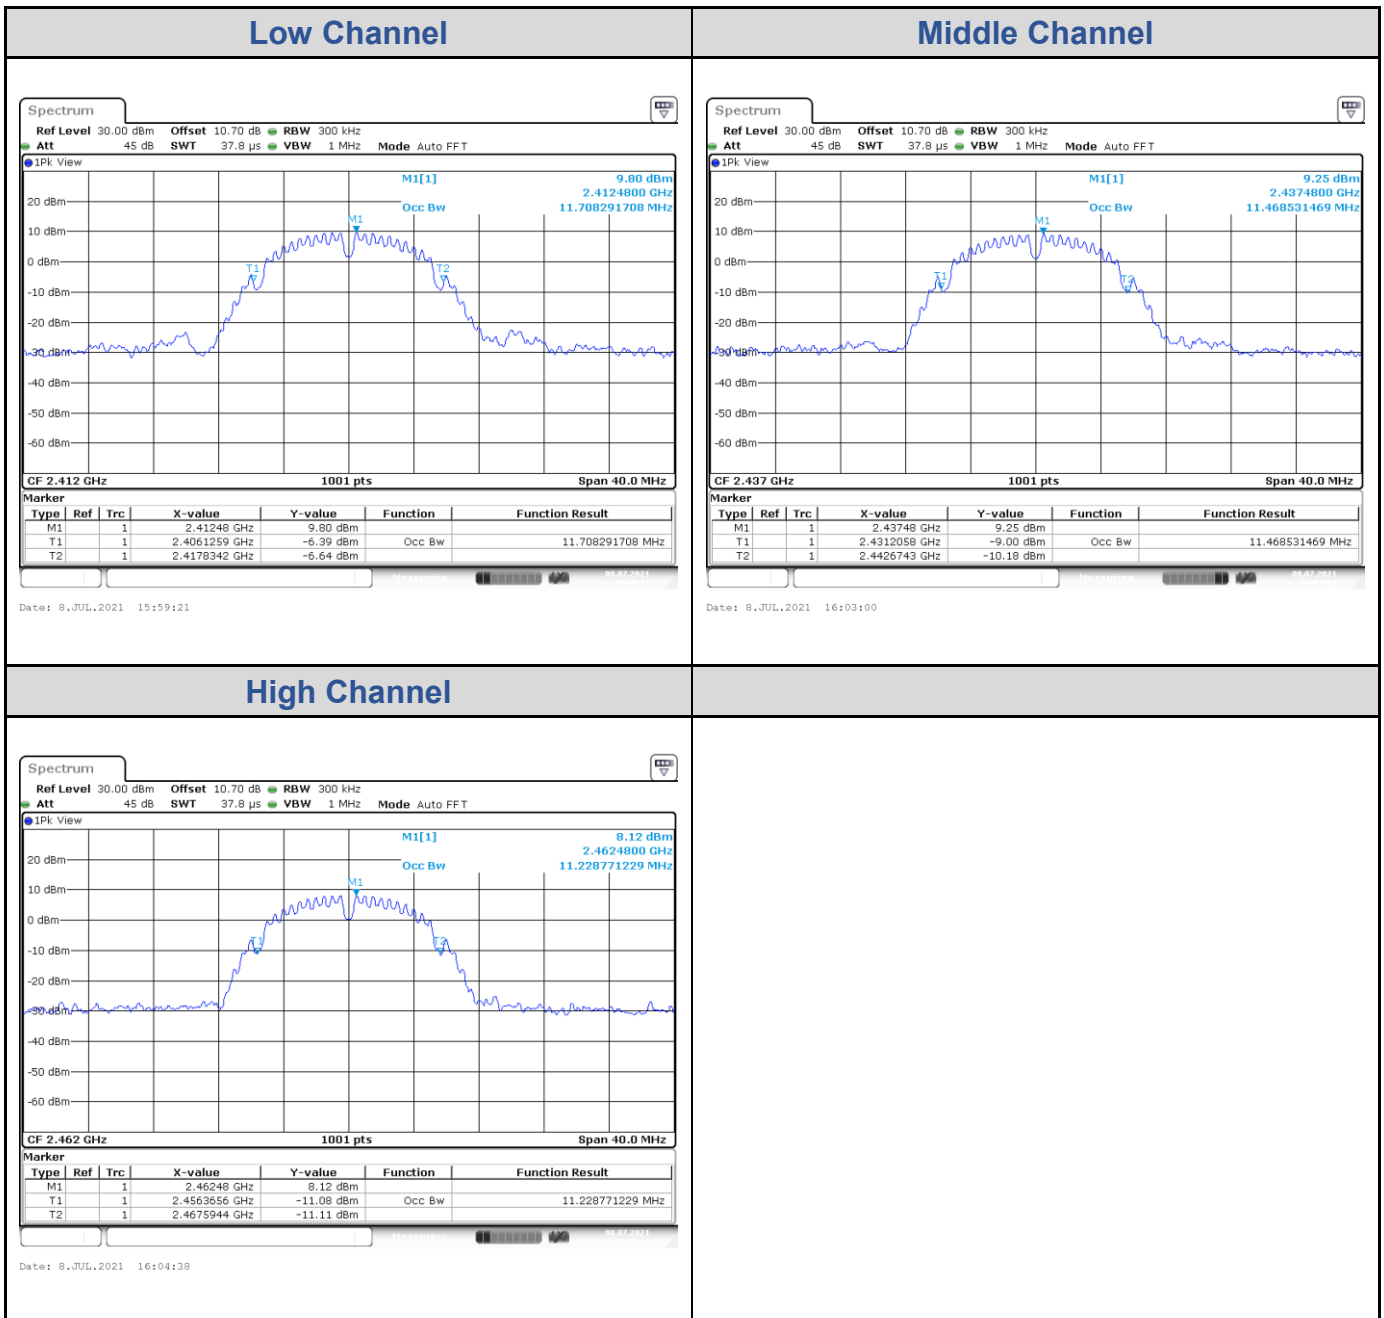 Low Channel
Middle Channel
Spectrum
Ref Level 30.00 dBm Offset 10.70 dB RBW 300 kHz
Att 45 dB SWT 37.8 µs VBW 1 MHz Mode Auto FFT
1Pk View
M1[1] 9.80 dBm
2.4124800 GHz
20 dBm
Occ Bw 11.708291708 MHz
M1
10 dBm
0 dBm
T1
T2
-10 dBm
-20 dBm
-30 dBm
-40 dBm
-50 dBm
-60 dBm
CF 2.412 GHz 1001 pts Span 40.0 MHz
Marker
Type Ref Trc X-value Y-value Function Function Result
M1 1 2.41248 GHz 9.80 dBm
T1 1 2.4061259 GHz -6.39 dBm Occ Bw 11.708291708 MHz
T2 1 2.4178342 GHz -6.64 dBm
Measuring 08.07.2021
Date: 8.JUL.2021 15:59:21
Spectrum
Ref Level 30.00 dBm Offset 10.70 dB RBW 300 kHz
Att 45 dB SWT 37.8 µs VBW 1 MHz Mode Auto FFT
1Pk View
M1[1] 9.25 dBm
2.4374800 GHz
20 dBm
Occ Bw 11.468531469 MHz
M1
10 dBm
0 dBm
T1
T2
-10 dBm
-20 dBm
-30 dBm
-40 dBm
-50 dBm
-60 dBm
CF 2.437 GHz 1001 pts Span 40.0 MHz
Marker
Type Ref Trc X-value Y-value Function Function Result
M1 1 2.43748 GHz 9.25 dBm
T1 1 2.4312058 GHz -9.00 dBm Occ Bw 11.468531469 MHz
T2 1 2.4426743 GHz -10.18 dBm
Measuring 08.07.2021
Date: 8.JUL.2021 16:03:00
High Channel
Spectrum
Ref Level 30.00 dBm Offset 10.70 dB RBW 300 kHz
Att 45 dB SWT 37.8 µs VBW 1 MHz Mode Auto FFT
1Pk View
M1[1] 8.12 dBm
2.4624800 GHz
20 dBm
Occ Bw 11.228771229 MHz
M1
10 dBm
0 dBm
T1
T2
-10 dBm
-20 dBm
-30 dBm
-40 dBm
-50 dBm
-60 dBm
CF 2.462 GHz 1001 pts Span 40.0 MHz
Marker
Type Ref Trc X-value Y-value Function Function Result
M1 1 2.46248 GHz 8.12 dBm
T1 1 2.4563656 GHz -11.08 dBm Occ Bw 11.228771229 MHz
T2 1 2.4675944 GHz -11.11 dBm
Measuring 08.07.2021
Date: 8.JUL.2021 16:04:38